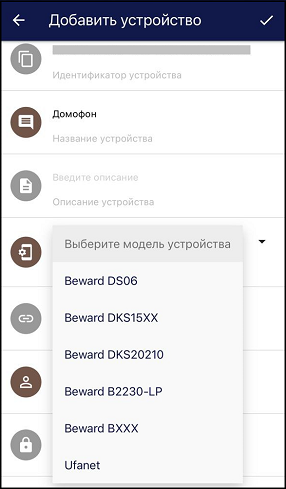 Добавить устройство
Идентификатор устройства
Домофон
Название устройства
Введите описание
Описание устройства
Выберите модель устройства
Beward DS06
Beward DKS15XX
Beward DKS20210
Beward B2230-LP
Beward BXXX
Ufanet